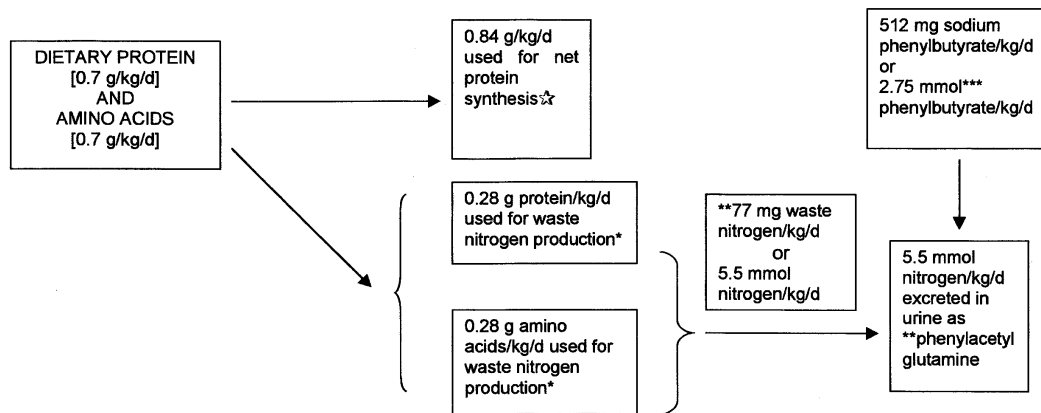 DIETARY PROTEIN
[0.7 g/kg/d]
AND
AMINO ACIDS
[0.7 g/kg/d]
0.84 g/kg/d
used for net
protein
synthesis☆
512 mg sodium
phenylbutyrate/kg/d
or
2.75 mmol***
phenylbutyrate/kg/d
0.28 g protein/kg/d
used for waste
nitrogen production*
0.28 g amino
acids/kg/d used for
waste nitrogen
production*
**77 mg waste
nitrogen/kg/d
or
5.5 mmol
nitrogen/kg/d
5.5 mmol
nitrogen/kg/d
excreted in
urine as
**phenylacetyl
glutamine